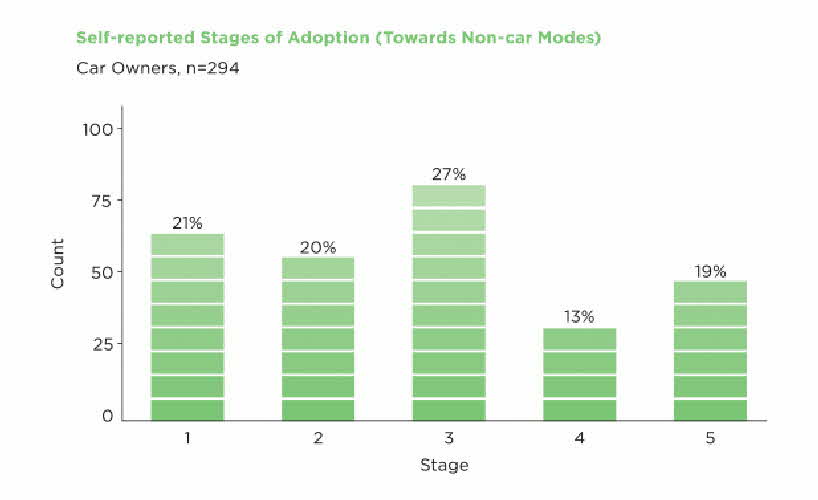 Self-reported Stages of Adoption (Towards Non-car Modes)
Car Owners, n=294
Count
100
75
50
25
0
21%
20%
27%
13%
19%
1 2 3 4 5
Stage